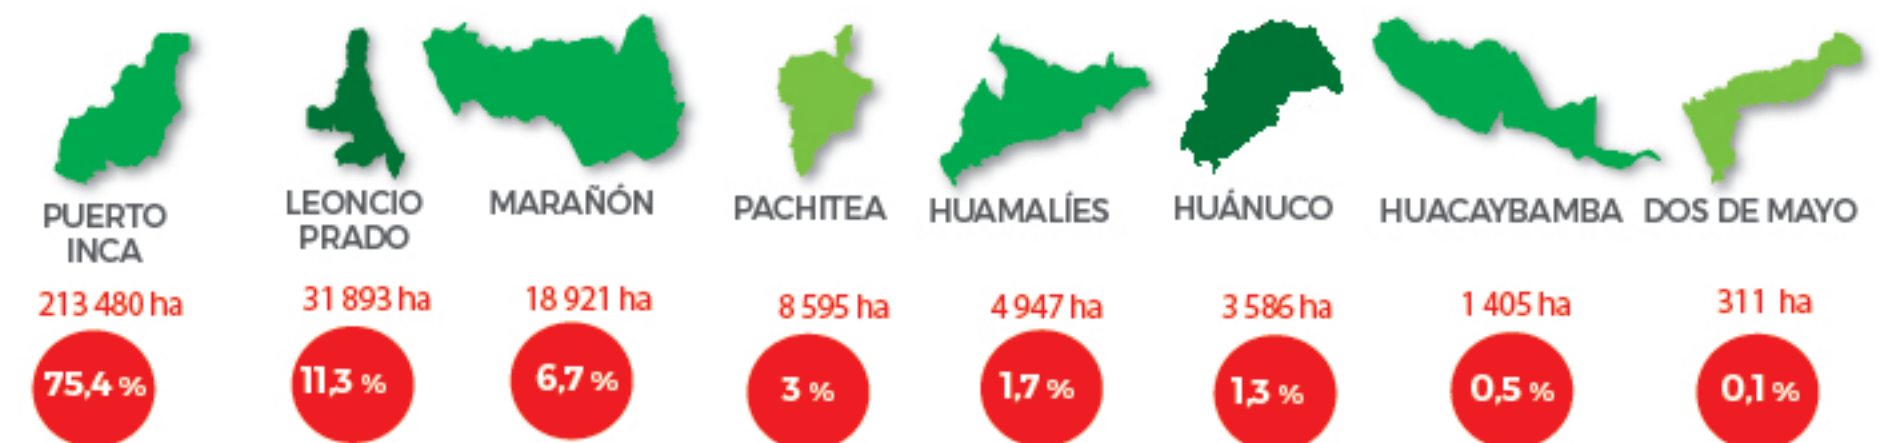 PUERTO
INCA
213 480 ha
75,4 %
LEONCIO
PRADO
31 893 ha
11,3 %
MARAÑÓN
18 921 ha
6,7 %
PACHITEA
8 595 ha
3 %
HUAMALÍES
4 947 ha
1,7 %
HUÁNUCO
3 586 ha
1,3 %
HUACAYBAMBA
1 405 ha
0,5 %
DOS DE MAYO
311 ha
0,1 %